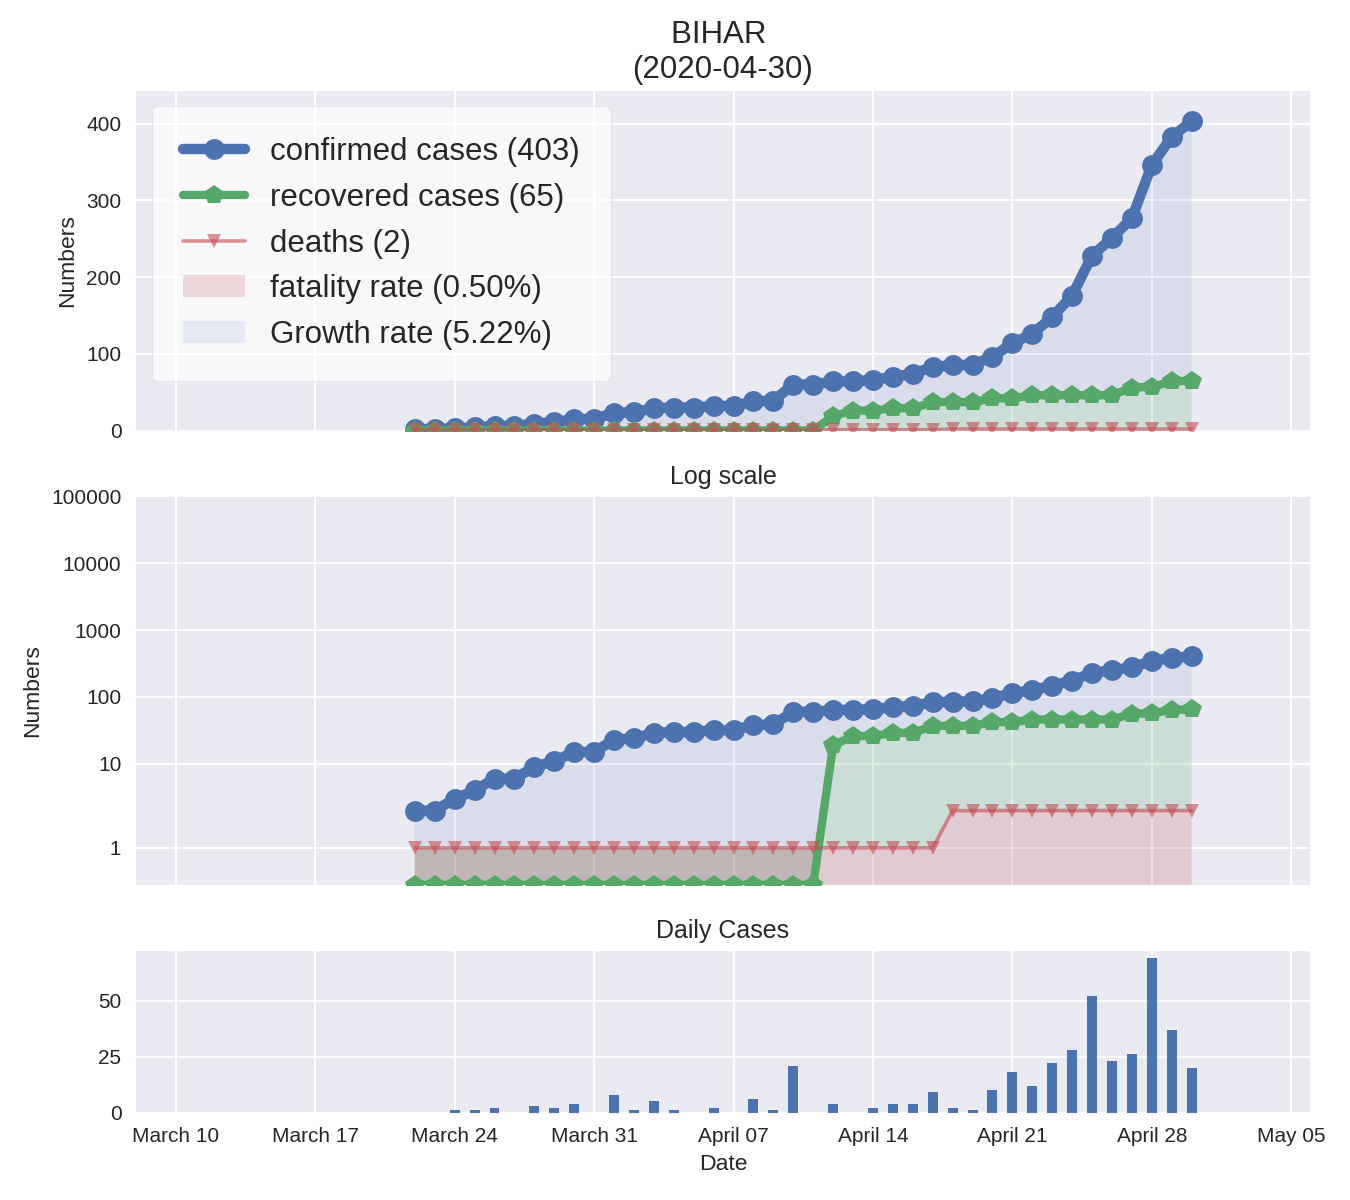 BIHAR
(2020-04-30)
400
300
200
100
0
Numbers
confirmed cases (403)
recovered cases (65)
deaths (2)
fatality rate (0.50%)
Growth rate (5.22%)
Log scale
100000
10000
1000
100
10
1
Numbers
Daily Cases
50
25
0
March 10 March 17 March 24 March 31 April 07 April 14 April 21 April 28 May 05
Date